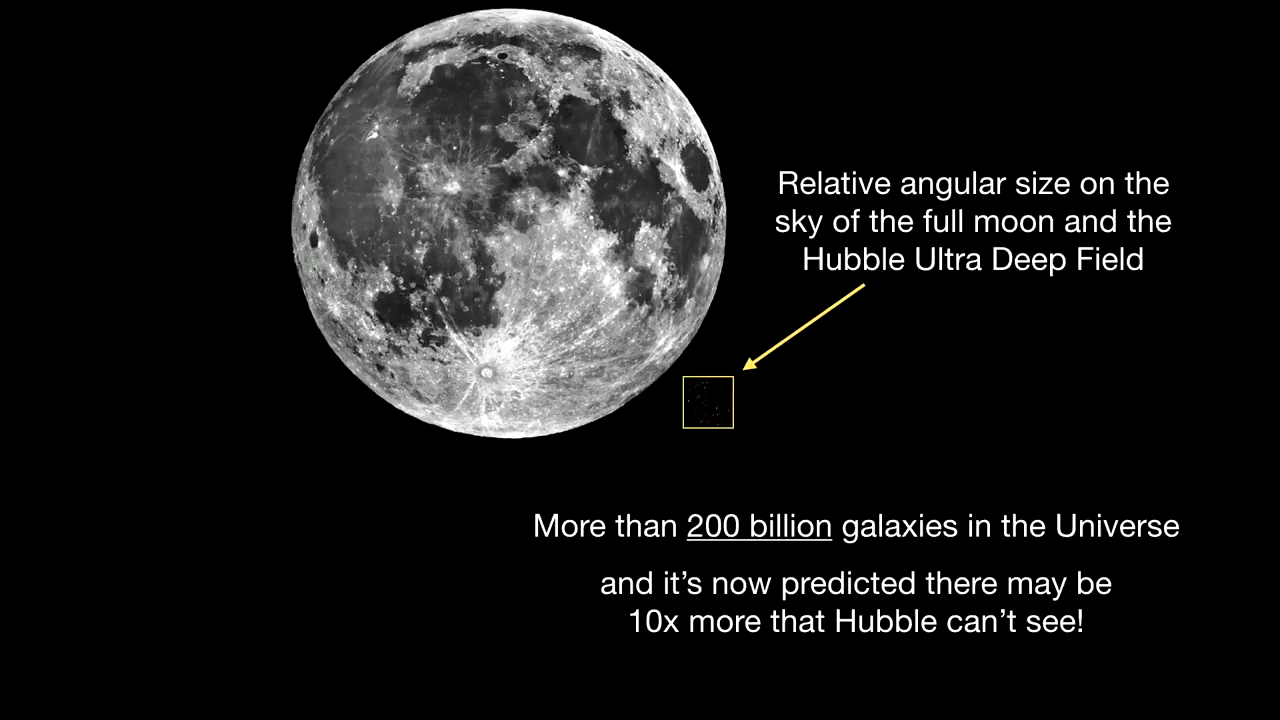 Relative angular size on the
sky of the full moon and the
Hubble Ultra Deep Field
More than 200 billion galaxies in the Universe
and it’s now predicted there may be
10x more that Hubble can’t see!